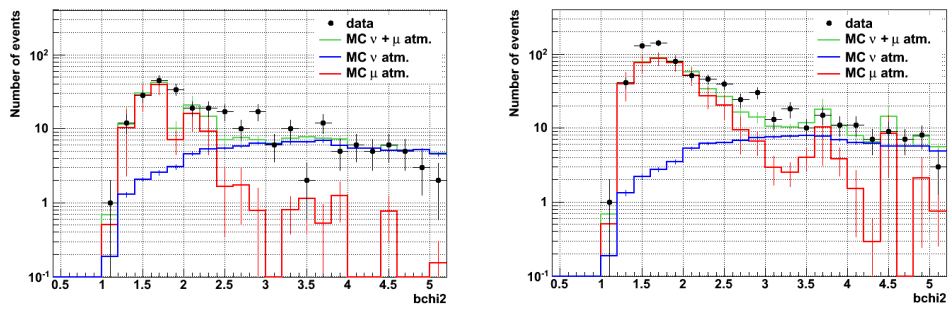 Number of events
data
MC ν + μ atm.
MC ν atm.
MC μ atm.
10²
10
1
10⁻¹
0.5 1 1.5 2 2.5 3 3.5 4 4.5 5
bchi2
Number of events
data
MC ν + μ atm.
MC ν atm.
MC μ atm.
10²
10
1
10⁻¹
0.5 1 1.5 2 2.5 3 3.5 4 4.5 5
bchi2